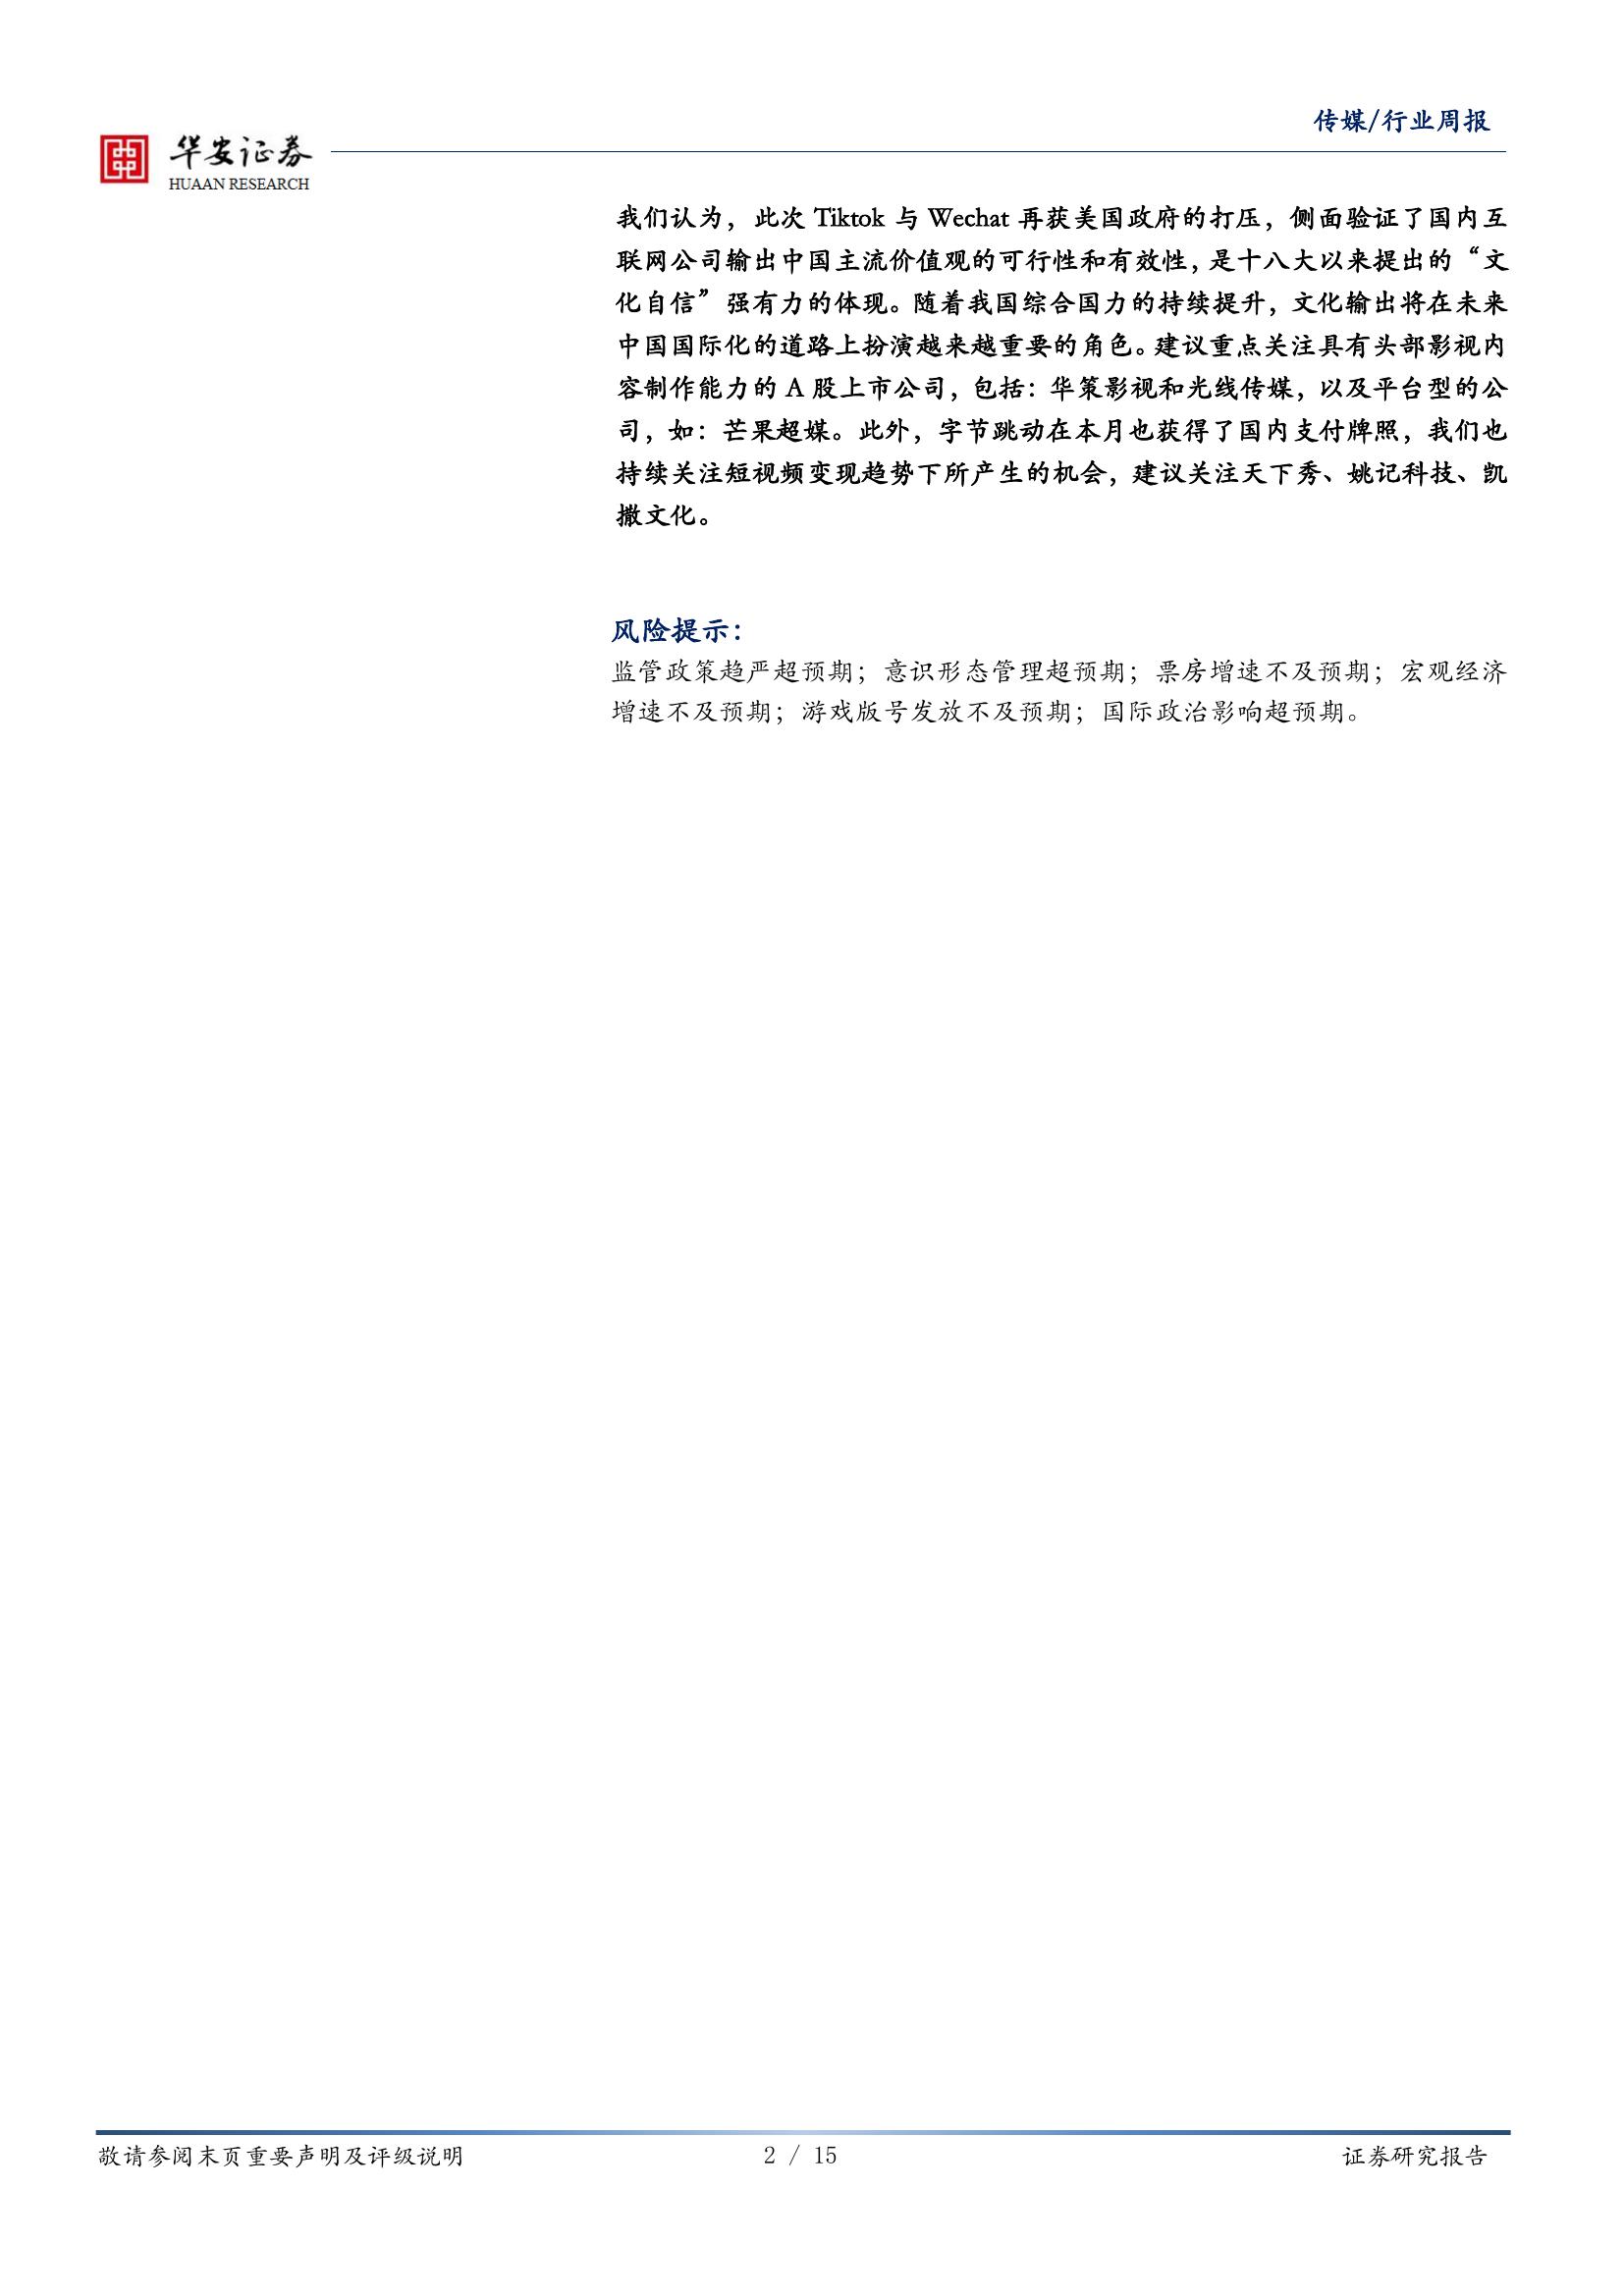 传媒/行业周报
华安证券
HUAAN RESEARCH
我们认为，此次 Tiktok 与 Wechat 再获美国政府的打压，侧面验证了国内互
联网公司输出中国主流价值观的可行性和有效性，是十八大以来提出的“文
化自信”强有力的体现。随着我国综合国力的持续提升，文化输出将在未来
中国国际化的道路上扮演越来越重要的角色。建议重点关注具有头部影视内
容制作能力的 A 股上市公司，包括：华策影视和光线传媒，以及平台型的公
司，如：芒果超媒。此外，字节跳动在本月也获得了国内支付牌照，我们也
持续关注短视频变现趋势下所产生的机会，建议关注天下秀、姚记科技、凯
撒文化。
风险提示：
监管政策趋严超预期；意识形态管理超预期；票房增速不及预期；宏观经济
增速不及预期；游戏版号发放不及预期；国际政治影响超预期。
敬请参阅末页重要声明及评级说明
2 / 15
证券研究报告